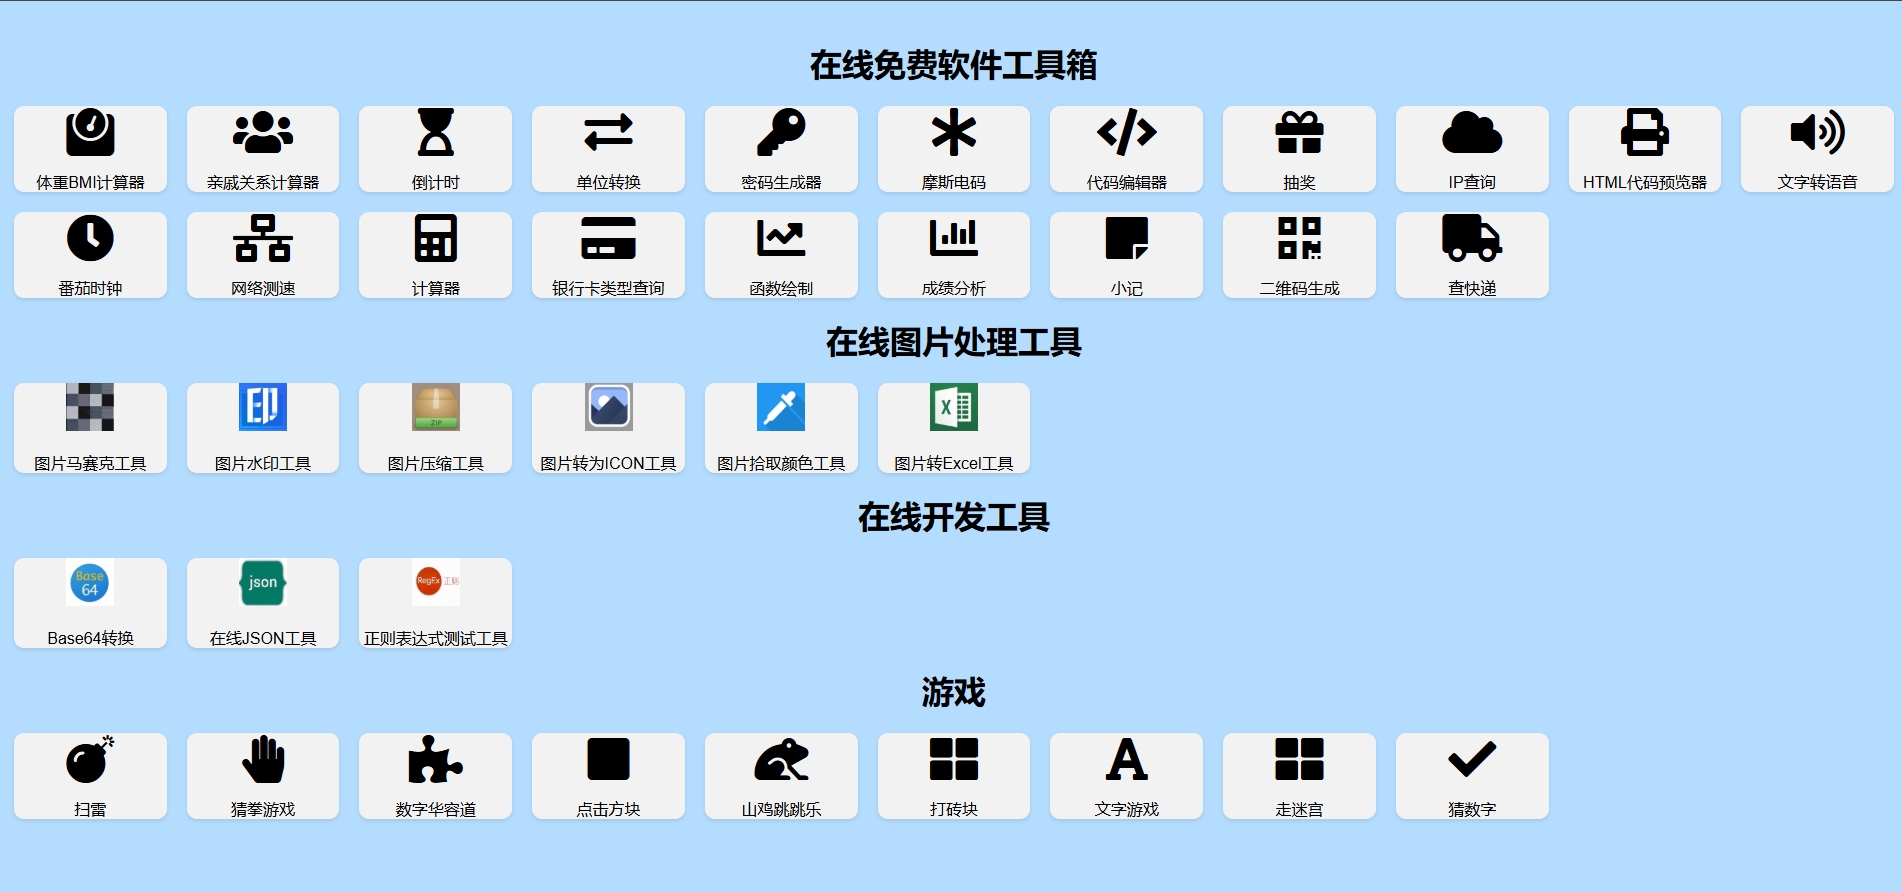 在线免费软件工具箱
体重BMI计算器
亲戚关系计算器
倒计时
单位转换
密码生成器
摩斯电码
代码编辑器
抽奖
IP查询
HTML代码预览器
文字转语音
番茄时钟
网络测速
计算器
银行卡类型查询
函数绘制
成绩分析
小记
二维码生成
查快递
在线图片处理工具
印
ZIP
X
图片马赛克工具
图片水印工具
图片压缩工具
图片转为ICON工具
图片拾取颜色工具
图片转Excel工具
在线开发工具
Base
64
json
RegEx 正则
Base64转换
在线JSON工具
正则表达式测试工具
游戏
A
扫雷
猜拳游戏
数字华容道
点击方块
山鸡跳跳乐
打砖块
文字游戏
走迷宫
猜数字